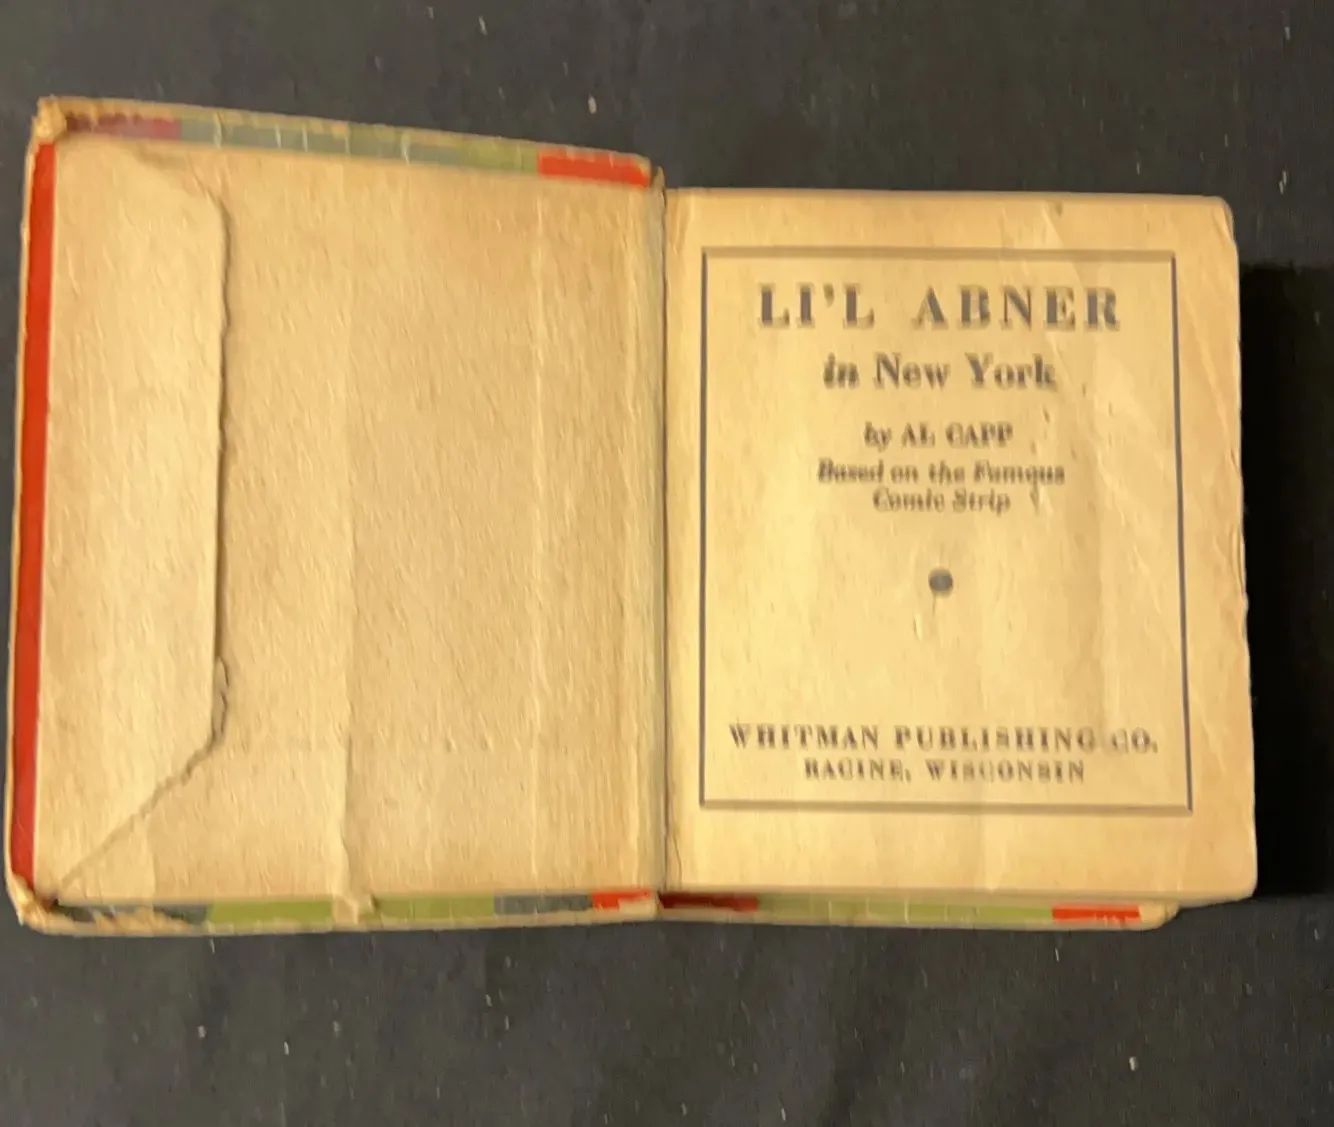 LI'L ABNER
in New York
by AL CAPP
Based on the Famous
Comic Strip
WHITMAN PUBLISHING CO.
RACINE, WISCONSIN